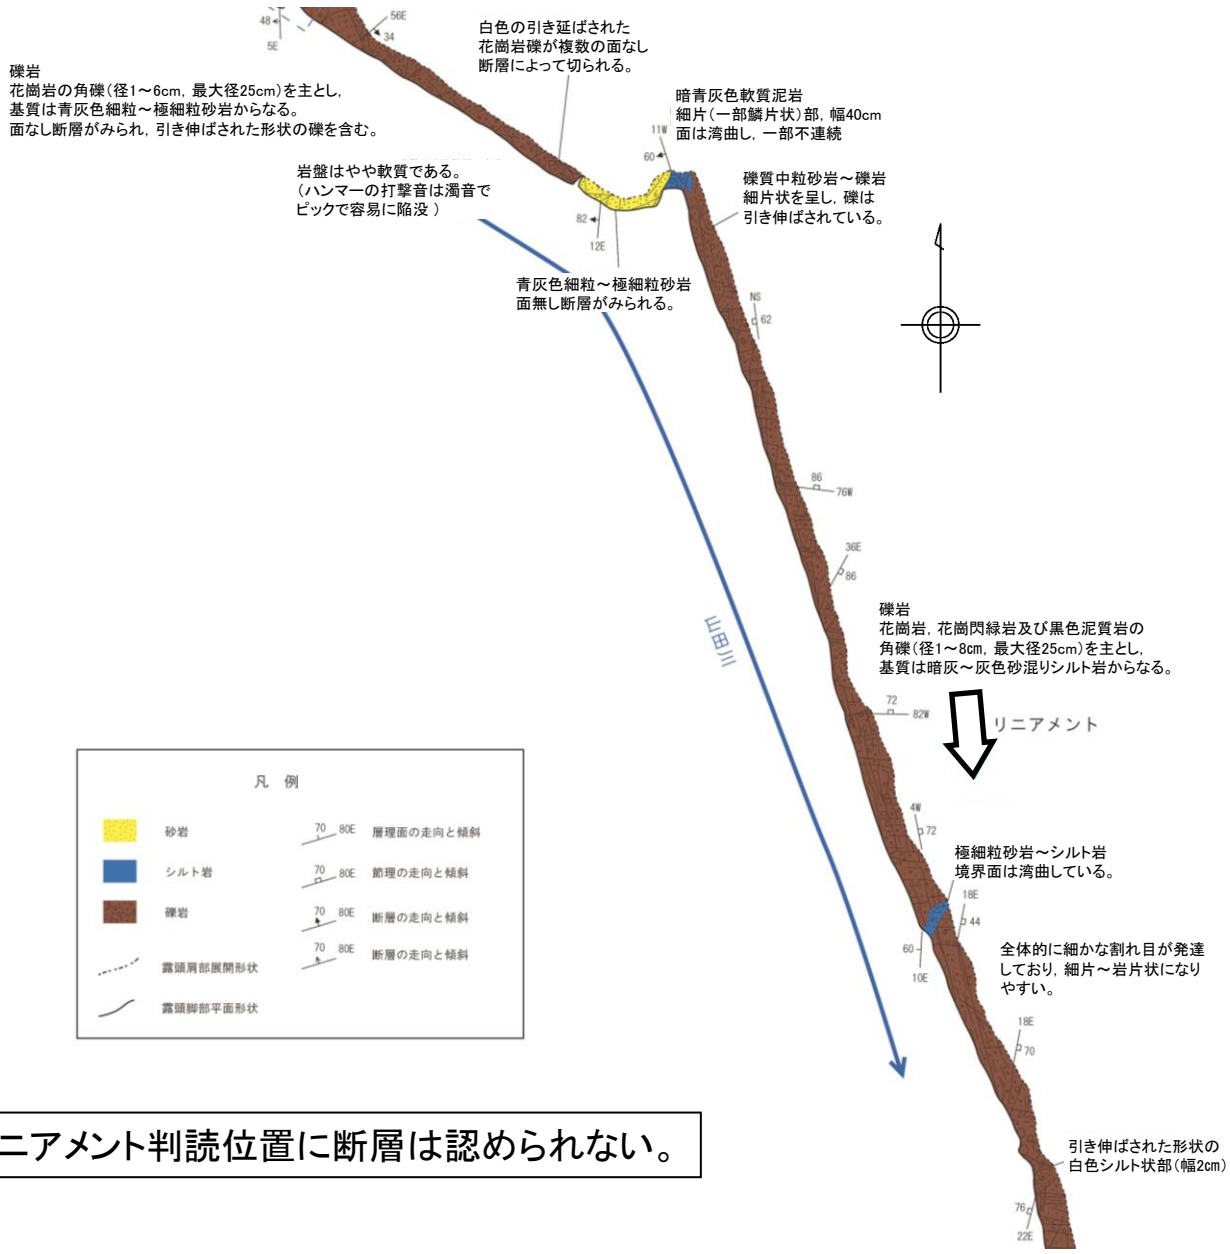 48
5E
56E
34
白色の引き延ばされた
花崗岩礫が複数の面なし
断層によって切られる。
礫岩
花崗岩の角礫(径1～6cm, 最大径25cm)を主とし,
基質は青灰色細粒～極細粒砂岩からなる。
面なし断層がみられ, 引き伸ばされた形状の礫を含む。
暗青灰色軟質泥岩
細片(一部鱗片状)部, 幅40cm
面は湾曲し, 一部不連続
11W
60
岩盤はやや軟質である。
(ハンマーの打撃音は濁音で
ピックで容易に陥没 )
礫質中粒砂岩～礫岩
細片状を呈し, 礫は
引き伸ばされている。
82
12E
青灰色細粒～極細粒砂岩
面無し断層がみられる。
NS
62
86
76W
36E
86
山田川
礫岩
花崗岩, 花崗閃緑岩及び黒色泥質岩の
角礫(径1～8cm, 最大径25cm)を主とし,
基質は暗灰～灰色砂混りシルト岩からなる。
72
82W
リニアメント
4W
72
極細粒砂岩～シルト岩
境界面は湾曲している。
18E
44
60
10E
全体的に細かな割れ目が発達
しており, 細片～岩片状になり
やすい。
18E
70
引き伸ばされた形状の
白色シルト状部(幅2cm)
76
22E
凡 例
砂岩
シルト岩
礫岩
露頭肩部展開形状
露頭脚部平面形状
70 80E 層理面の走向と傾斜
70 80E 節理の走向と傾斜
70 80E 断層の走向と傾斜
70 80E 断層の走向と傾斜
ニアメント判読位置に断層は認められない。